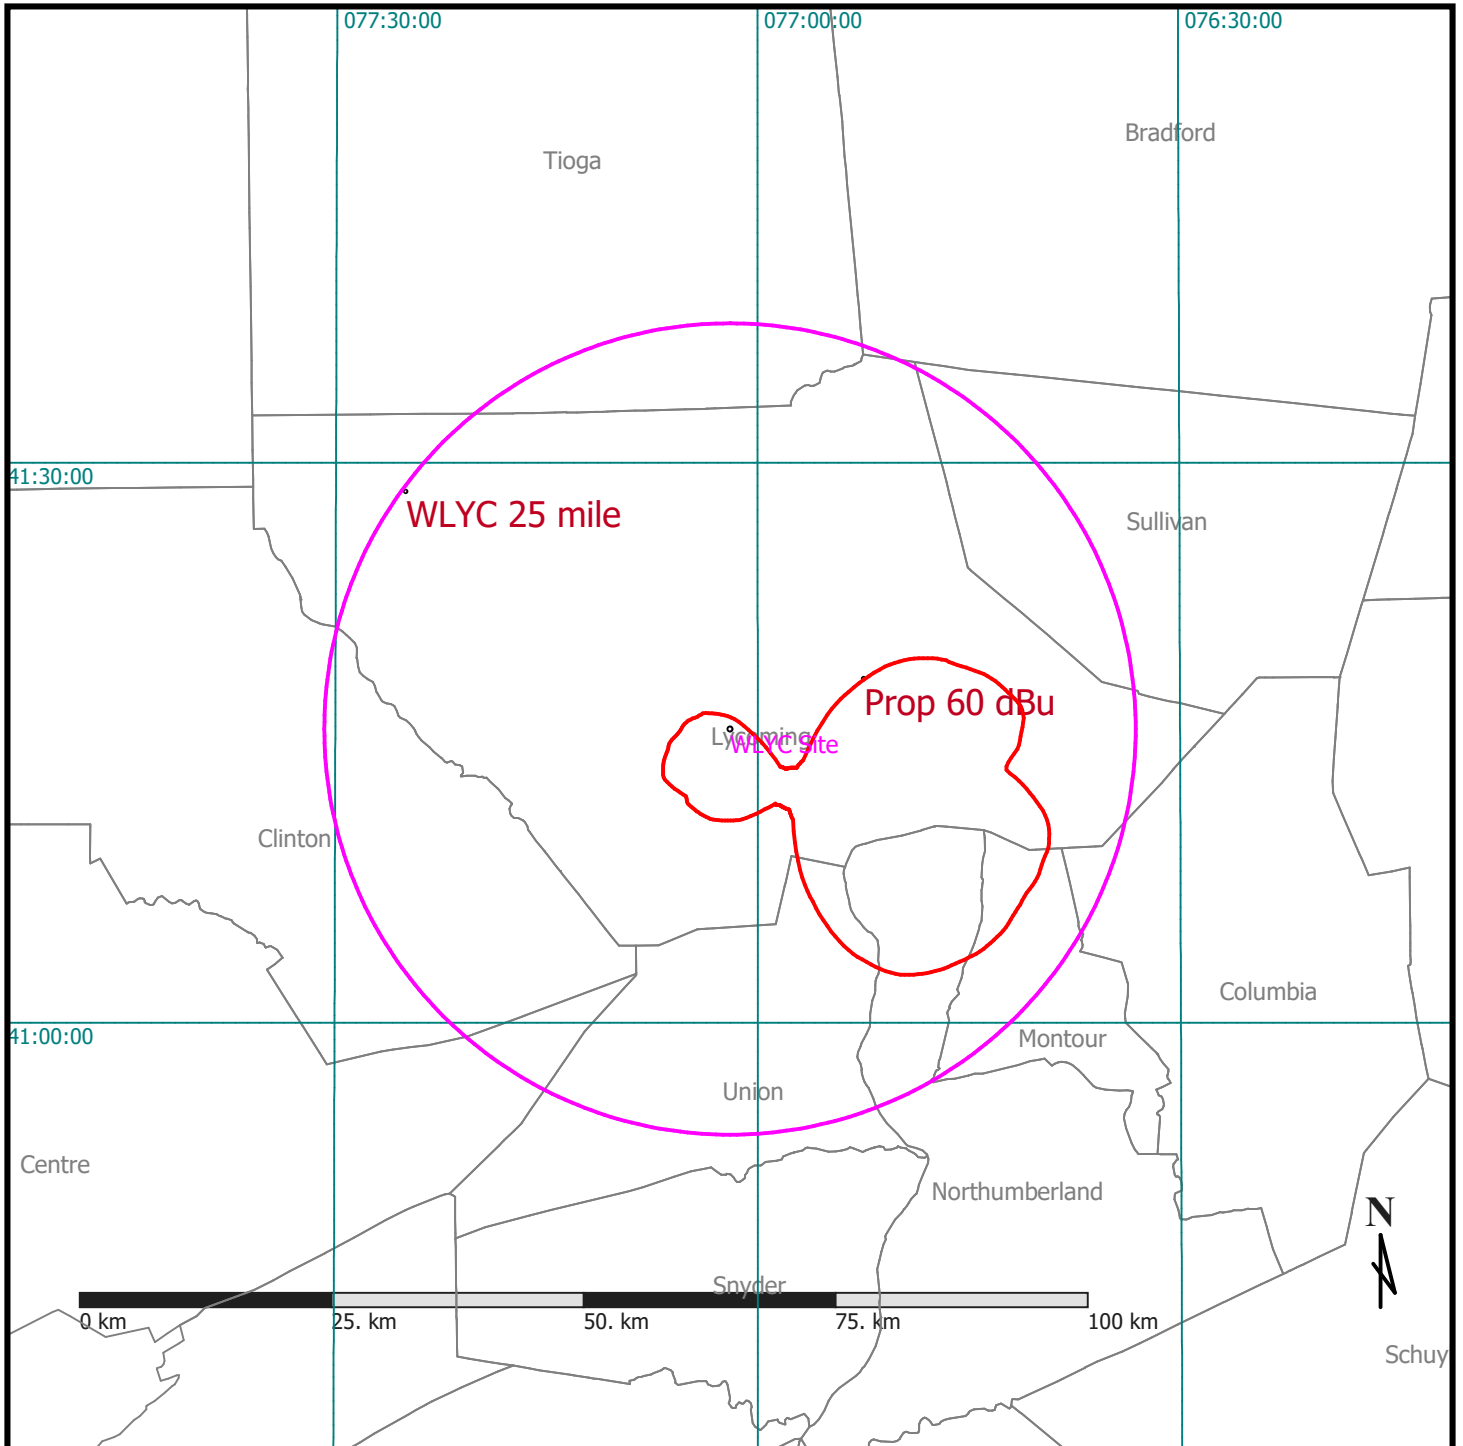 077:30:00
077:00:00
076:30:00
Bradford
Tioga
41:30:00
WLYC 25 mile
Sullivan
Prop 60 dBu
Lycoming
WLYC Site
Clinton
Columbia
41:00:00
Montour
Union
Centre
Northumberland
N
Snyder
0 km
25. km
50. km
75. km
100 km
Schuy